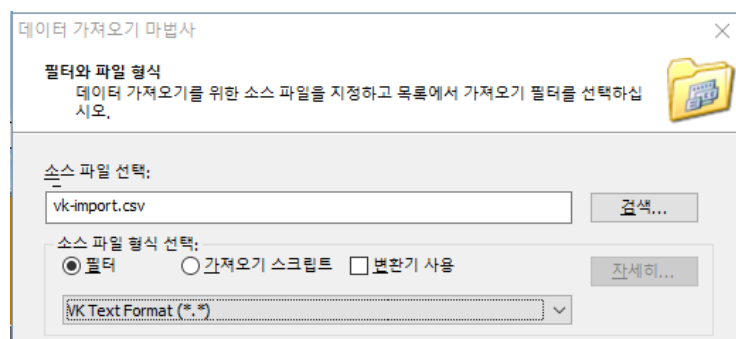 데이터 가져오기 마법사
필터와 파일 형식
데이터 가져오기를 위한 소스 파일을 지정하고 목록에서 가져오기 필터를 선택하십
시오.
소스 파일 선택:
vk-import.csv
검색...
소스 파일 형식 선택:
필터
가져오기 스크립트
변환기 사용
자세히...
VK Text Format (*.*)